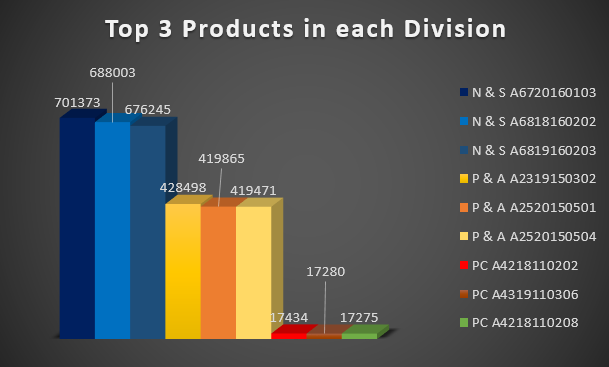 Top 3 Products in each Division
688003
701373
676245
419865
428498
419471
17280
17434
17275
N & S A6720160103
N & S A6818160202
N & S A6819160203
P & A A2319150302
P & A A2520150501
P & A A2520150504
PC A4218110202
PC A4319110306
PC A4218110208